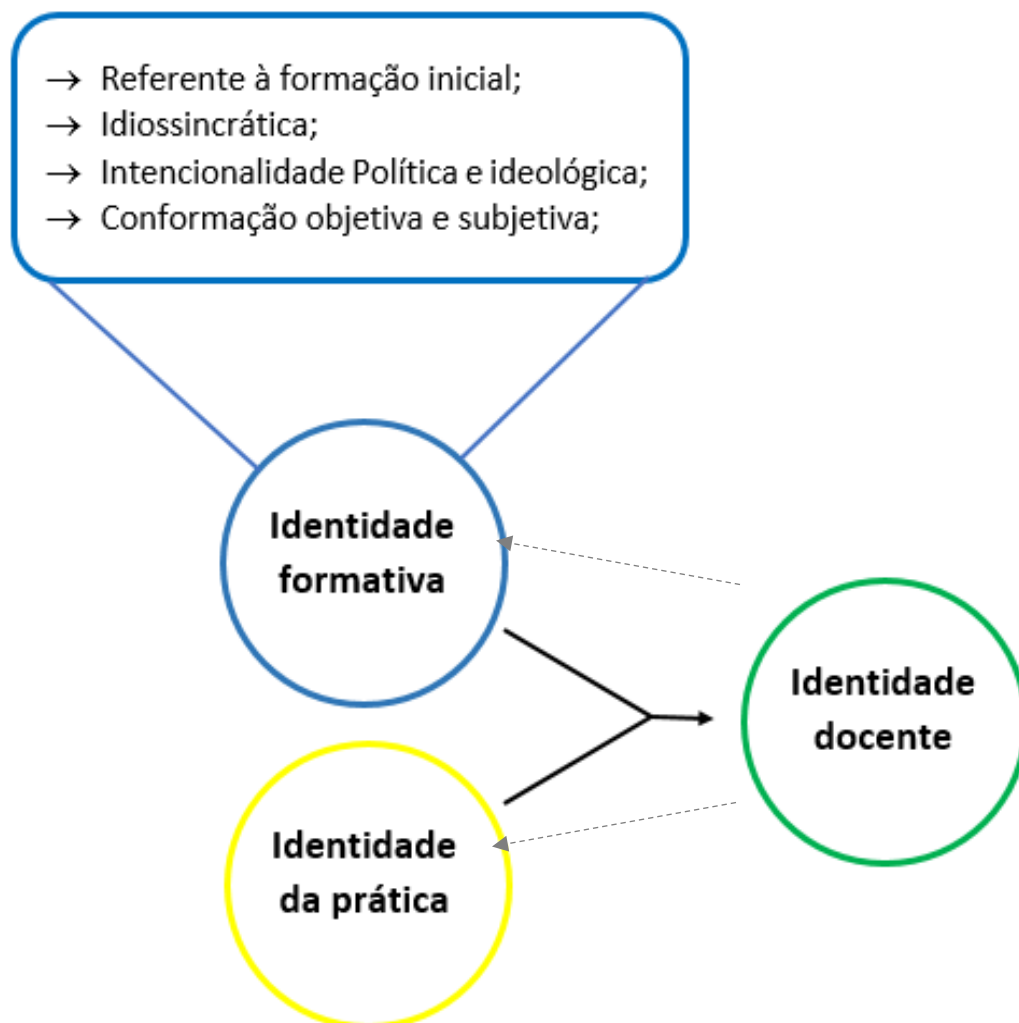 → Referente à formação inicial;
→ Idiossincrática;
→ Intencionalidade Política e ideológica;
→ Conformação objetiva e subjetiva;
Identidade
formativa
Identidade
docente
Identidade
da prática